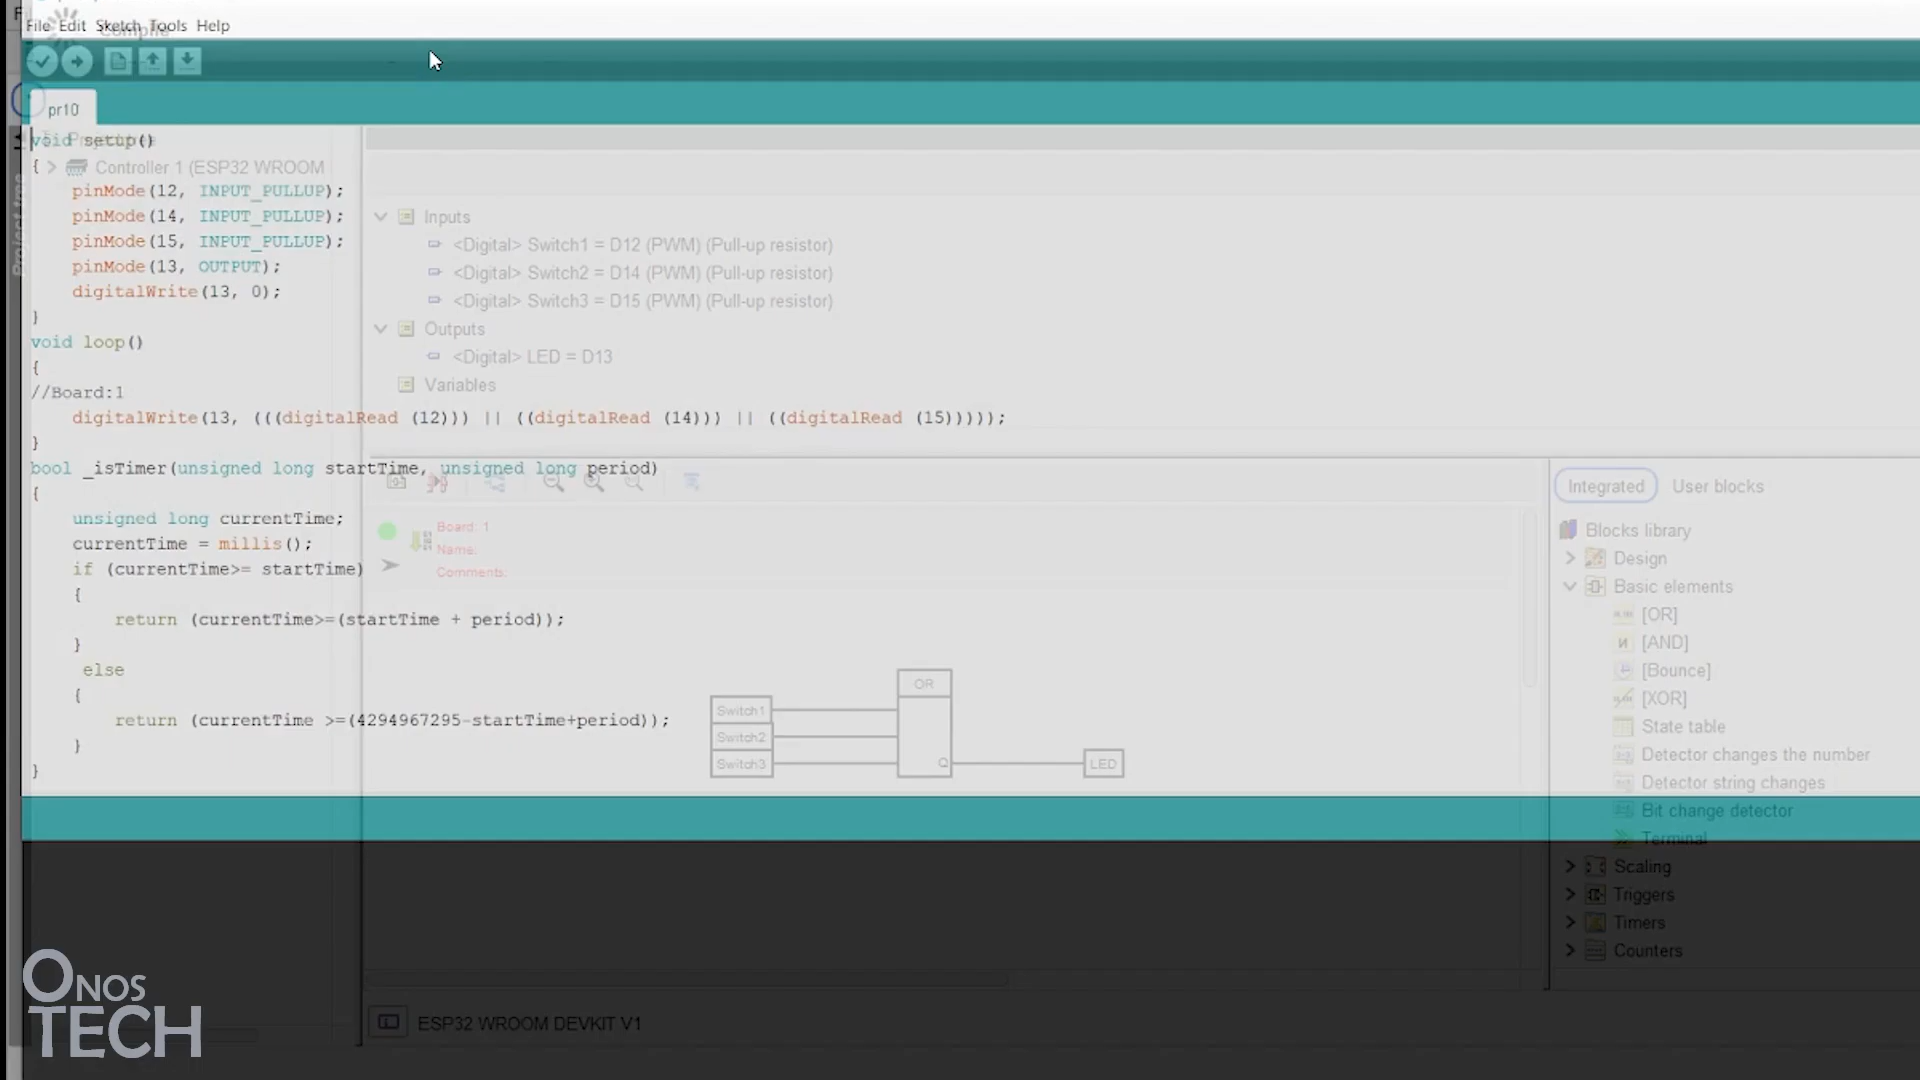 File Edit Sketch Tools Help
Compile
pr10
void setup()
{
Controller 1 (ESP32 WROOM
pinMode(12, INPUT_PULLUP);
pinMode(14, INPUT_PULLUP);
pinMode(15, INPUT_PULLUP);
pinMode(13, OUTPUT);
digitalWrite(13, 0);
}
void loop()
{
//Board:1
digitalWrite(13, (((digitalRead (12))) || ((digitalRead (14))) || ((digitalRead (15)))));
}
bool _isTimer(unsigned long startTime, unsigned long period)
{
unsigned long currentTime;
currentTime = millis();
if (currentTime>= startTime)
{
return (currentTime>=(startTime + period));
}
else
{
return (currentTime >=(4294967295-startTime+period));
}
}
Project tree
Inputs
<Digital> Switch1 = D12 (PWM) (Pull-up resistor)
<Digital> Switch2 = D14 (PWM) (Pull-up resistor)
<Digital> Switch3 = D15 (PWM) (Pull-up resistor)
Outputs
<Digital> LED = D13
Variables
Board: 1
Name:
Comments:
OR
Switch1
Switch2
Switch3
Q
LED
Integrated User blocks
Blocks library
Design
Basic elements
[OR]
[AND]
[Bounce]
[XOR]
State table
Detector changes the number
Detector string changes
Bit change detector
Terminal
Scaling
Triggers
Timers
Counters
ESP32 WROOM DEVKIT V1
ONOS
TECH